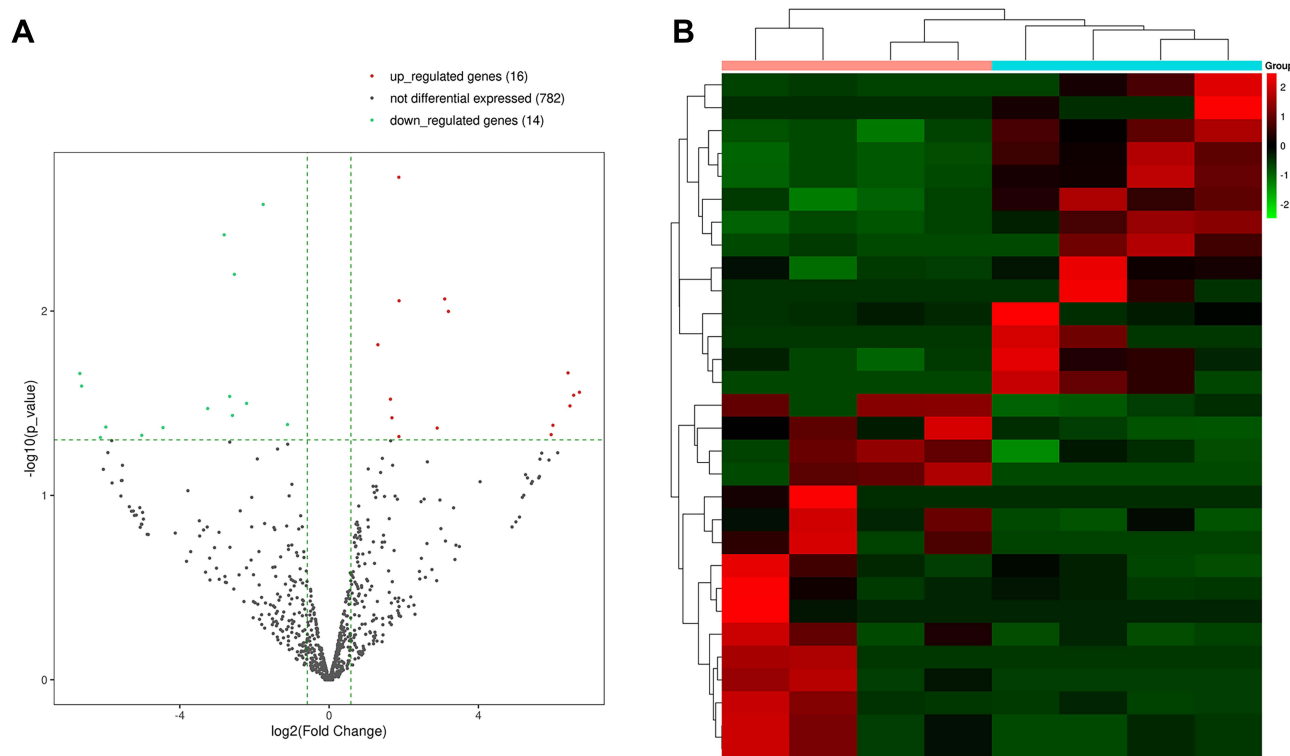 A
up_regulated genes (16)
not differential expressed (782)
down_regulated genes (14)
-log10(p_value)
2
1
0
-4
0
4
log2(Fold Change)
B
Group
2
1
0
-1
-2